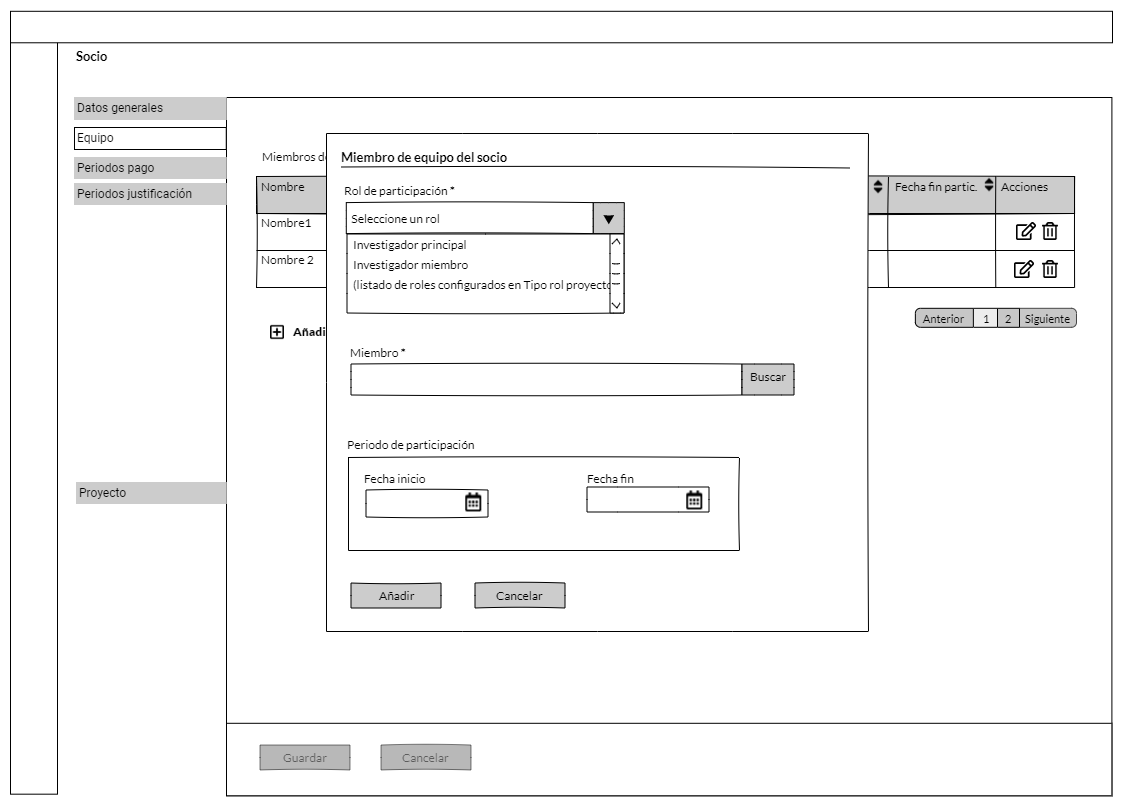 Socio
Datos generales
Equipo
Periodos pago
Periodos justificación
Proyecto
Miembros d
Nombre
Fecha fin partic.
Acciones
Nombre1
Nombre 2
Añadi
Anterior 1 2 Siguiente
Miembro de equipo del socio
Rol de participación *
Seleccione un rol
Investigador principal
Investigador miembro
(listado de roles configurados en Tipo rol proyecto
Miembro *
Buscar
Periodo de participación
Fecha inicio
Fecha fin
Añadir
Cancelar
Guardar
Cancelar